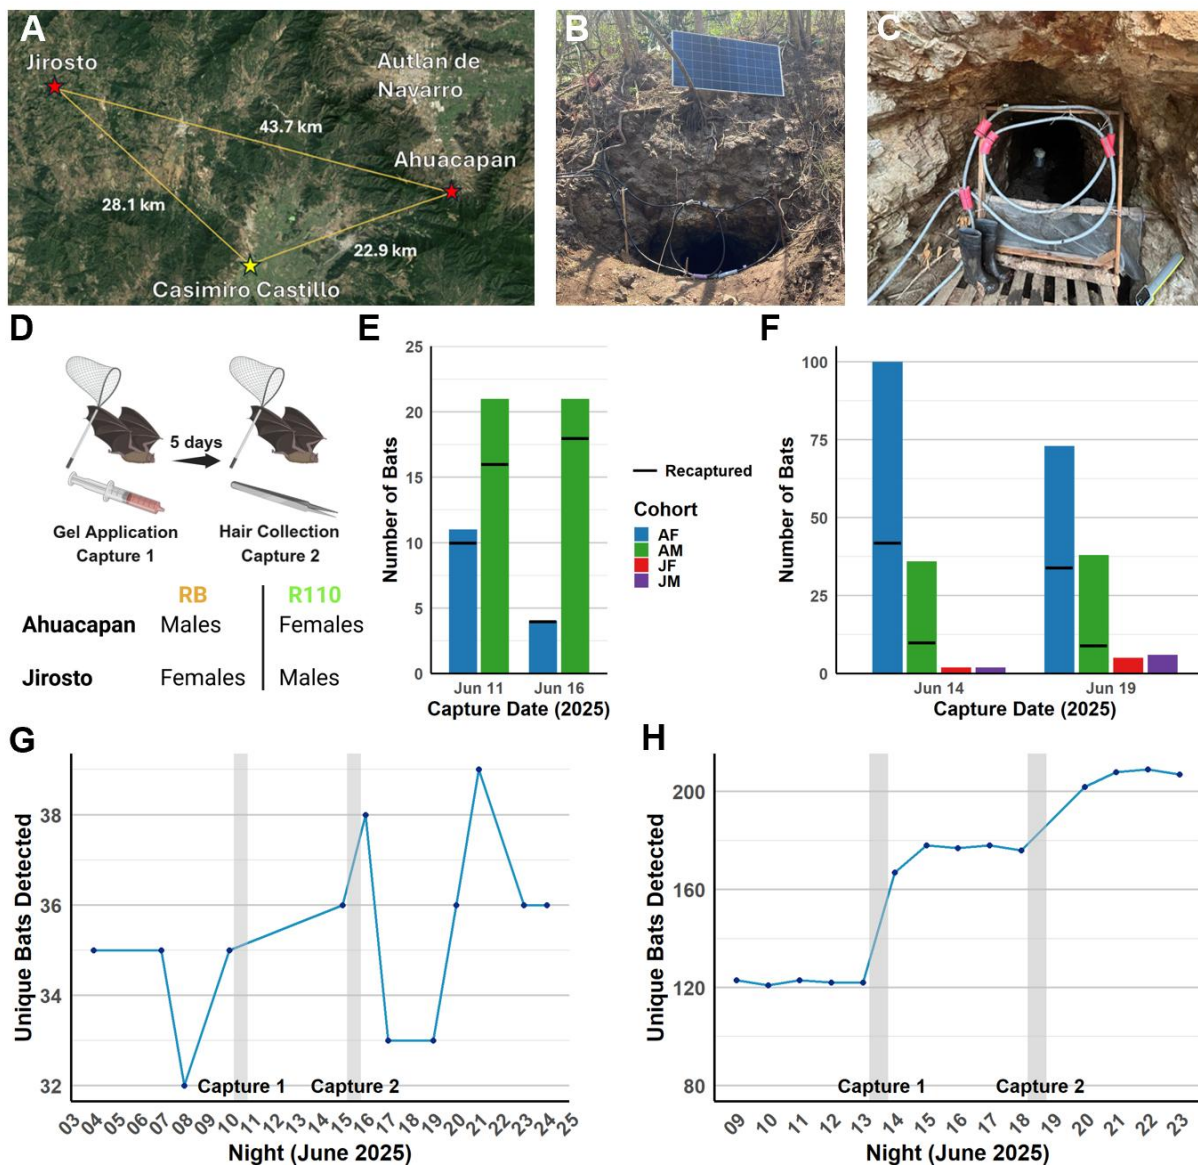 A
Jirosto
Autlan de
Navarro
43.7 km
Ahuacapan
28.1 km
22.9 km
Casimiro Castillo
B
C
D
5 days
Gel Application
Capture 1
Hair Collection
Capture 2
RB R110
Ahuacapan Males Females
Jirosto Females Males
E
25
20
15
10
5
0
Number of Bats
Jun 11 Jun 16
Capture Date (2025)
Recaptured
Cohort
AF
AM
JF
JM
F
100
75
50
25
0
Number of Bats
Jun 14 Jun 19
Capture Date (2025)
G
38
36
34
32
Unique Bats Detected
Capture 1 Capture 2
03 04 05 06 07 08 09 10 11 12 13 14 15 16 17 18 19 20 21 22 23 24 25
Night (June 2025)
H
200
160
120
80
Unique Bats Detected
Capture 1 Capture 2
09 10 11 12 13 14 15 16 17 18 19 20 21 22 23
Night (June 2025)